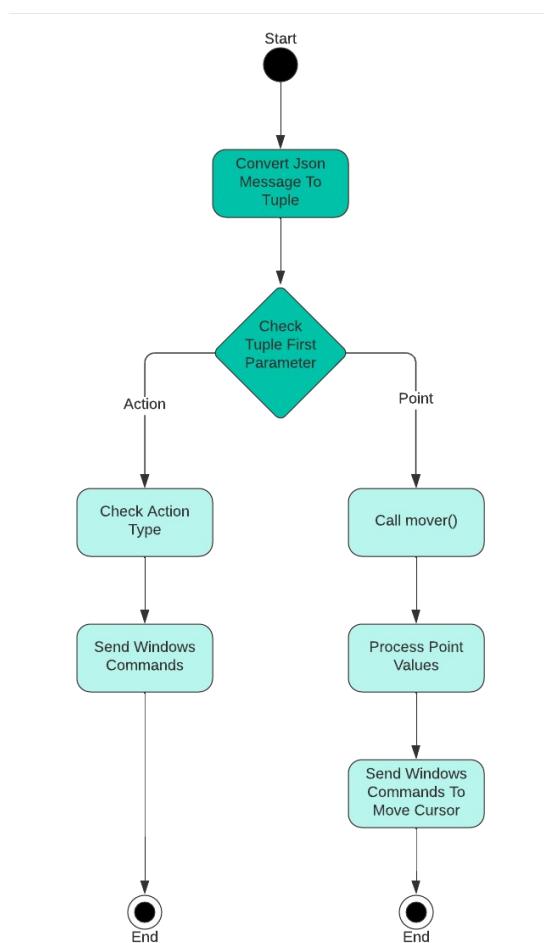 Start
Convert Json
Message To
Tuple
Check
Tuple First
Parameter
Action
Point
Check Action
Type
Call mover()
Send Windows
Commands
Process Point
Values
Send Windows
Commands To
Move Cursor
End
End